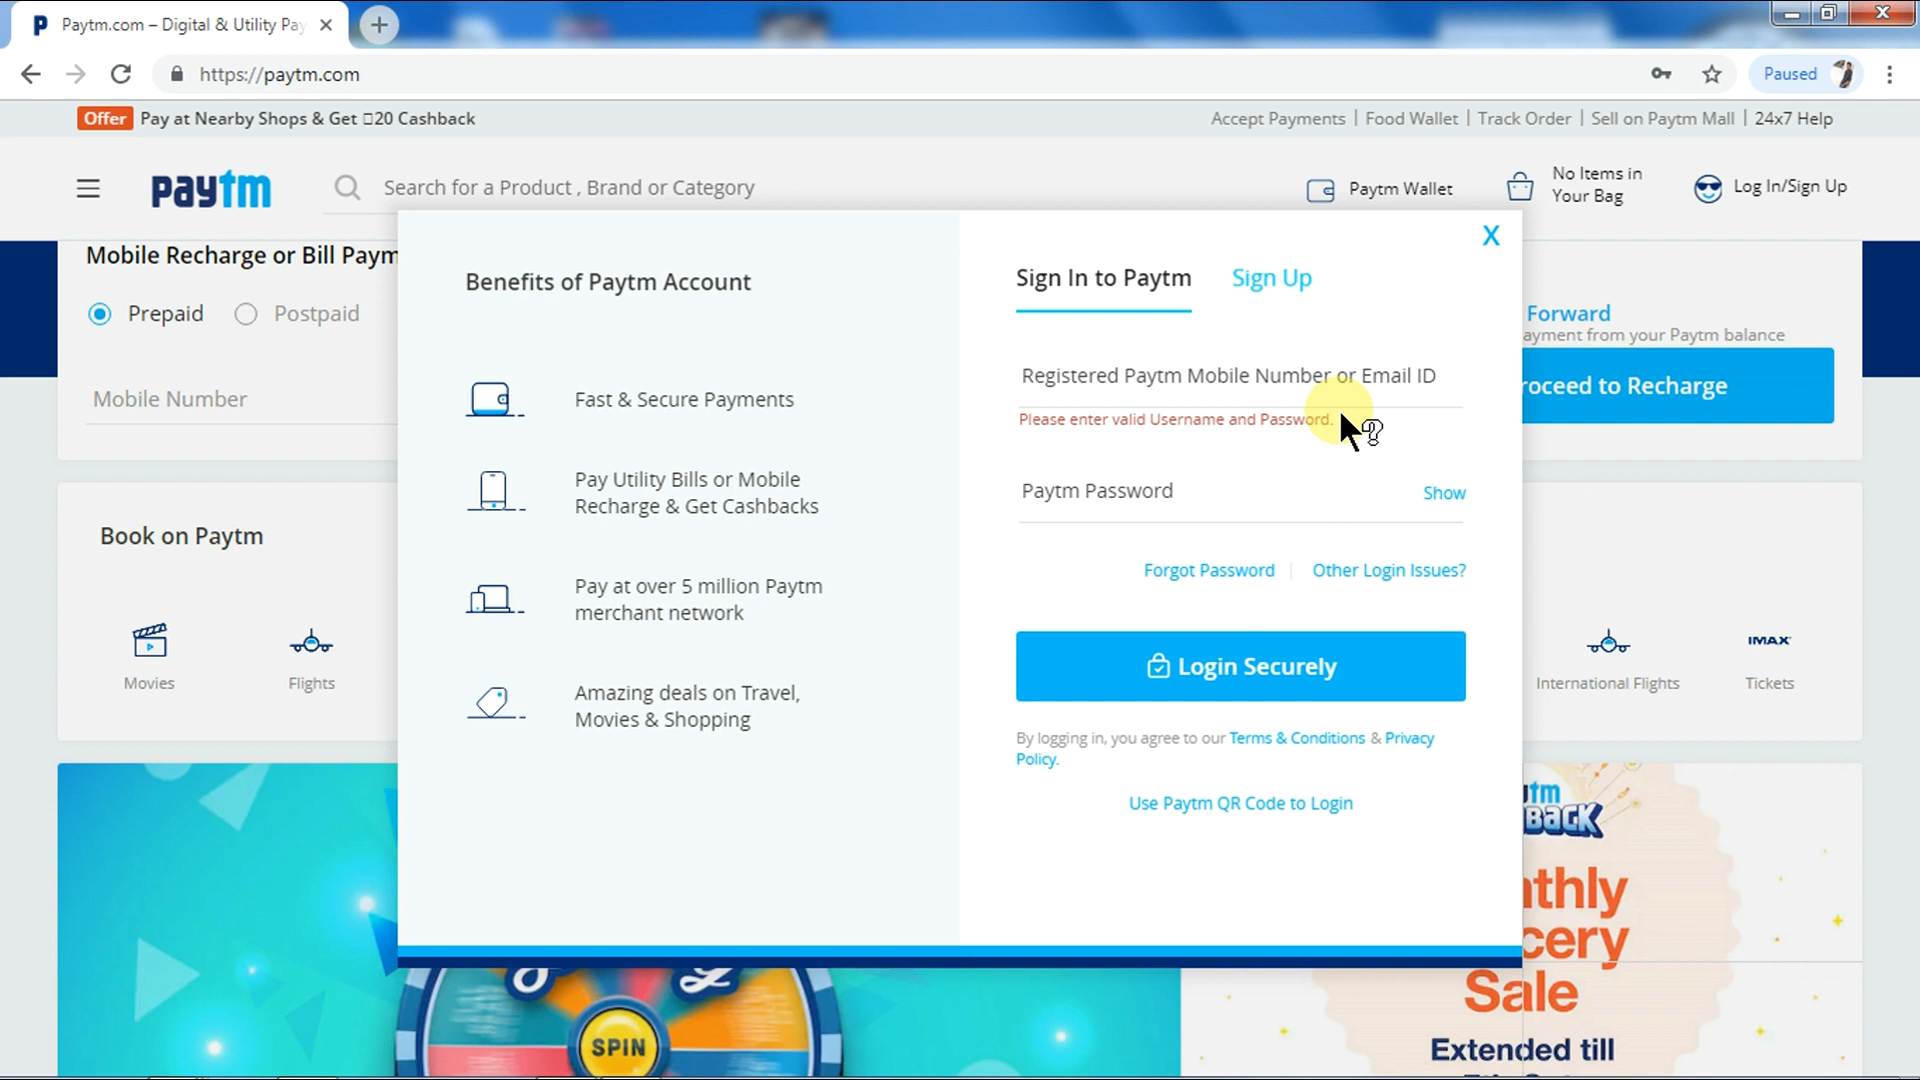 Paytm.com – Digital & Utility Pay
https://paytm.com
Paused
Offer Pay at Nearby Shops & Get ▯20 Cashback
Accept Payments | Food Wallet | Track Order | Sell on Paytm Mall | 24x7 Help
paytm
Search for a Product , Brand or Category
Paytm Wallet
No Items in
Your Bag
Log In/Sign Up
Mobile Recharge or Bill Paym
Prepaid
Postpaid
Mobile Number
Forward
ayment from your Paytm balance
roceed to Recharge
Benefits of Paytm Account
Fast & Secure Payments
Pay Utility Bills or Mobile
Recharge & Get Cashbacks
Pay at over 5 million Paytm
merchant network
Amazing deals on Travel,
Movies & Shopping
X
Sign In to Paytm
Sign Up
Registered Paytm Mobile Number or Email ID
Please enter valid Username and Password.
Paytm Password
Show
Forgot Password
Other Login Issues?
Login Securely
By logging in, you agree to our Terms & Conditions & Privacy
Policy.
Use Paytm QR Code to Login
Book on Paytm
Movies
Flights
International Flights
IMAX
Tickets
SPIN
tm
BACK
thly
cery
Sale
Extended till